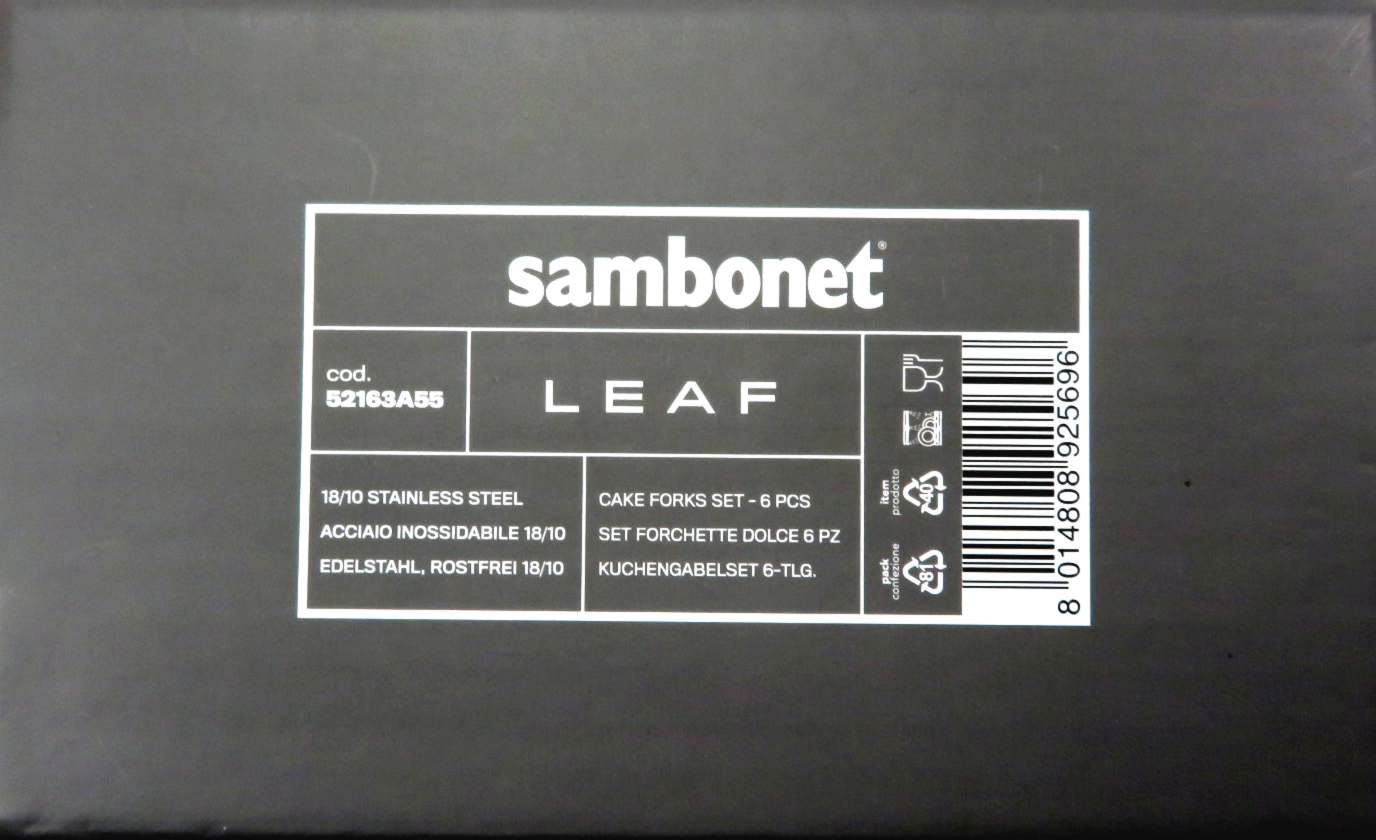 sambonet®
cod.
52163A55
LEAF
18/10 STAINLESS STEEL
ACCIAIO INOSSIDABILE 18/10
EDELSTAHL, ROSTFREI 18/10
CAKE FORKS SET - 6 PCS
SET FORCHETTE DOLCE 6 PZ
KUCHENGABELSET 6-TLG.
item
prodotto
40
pack
confezione
81
8 014808 925696